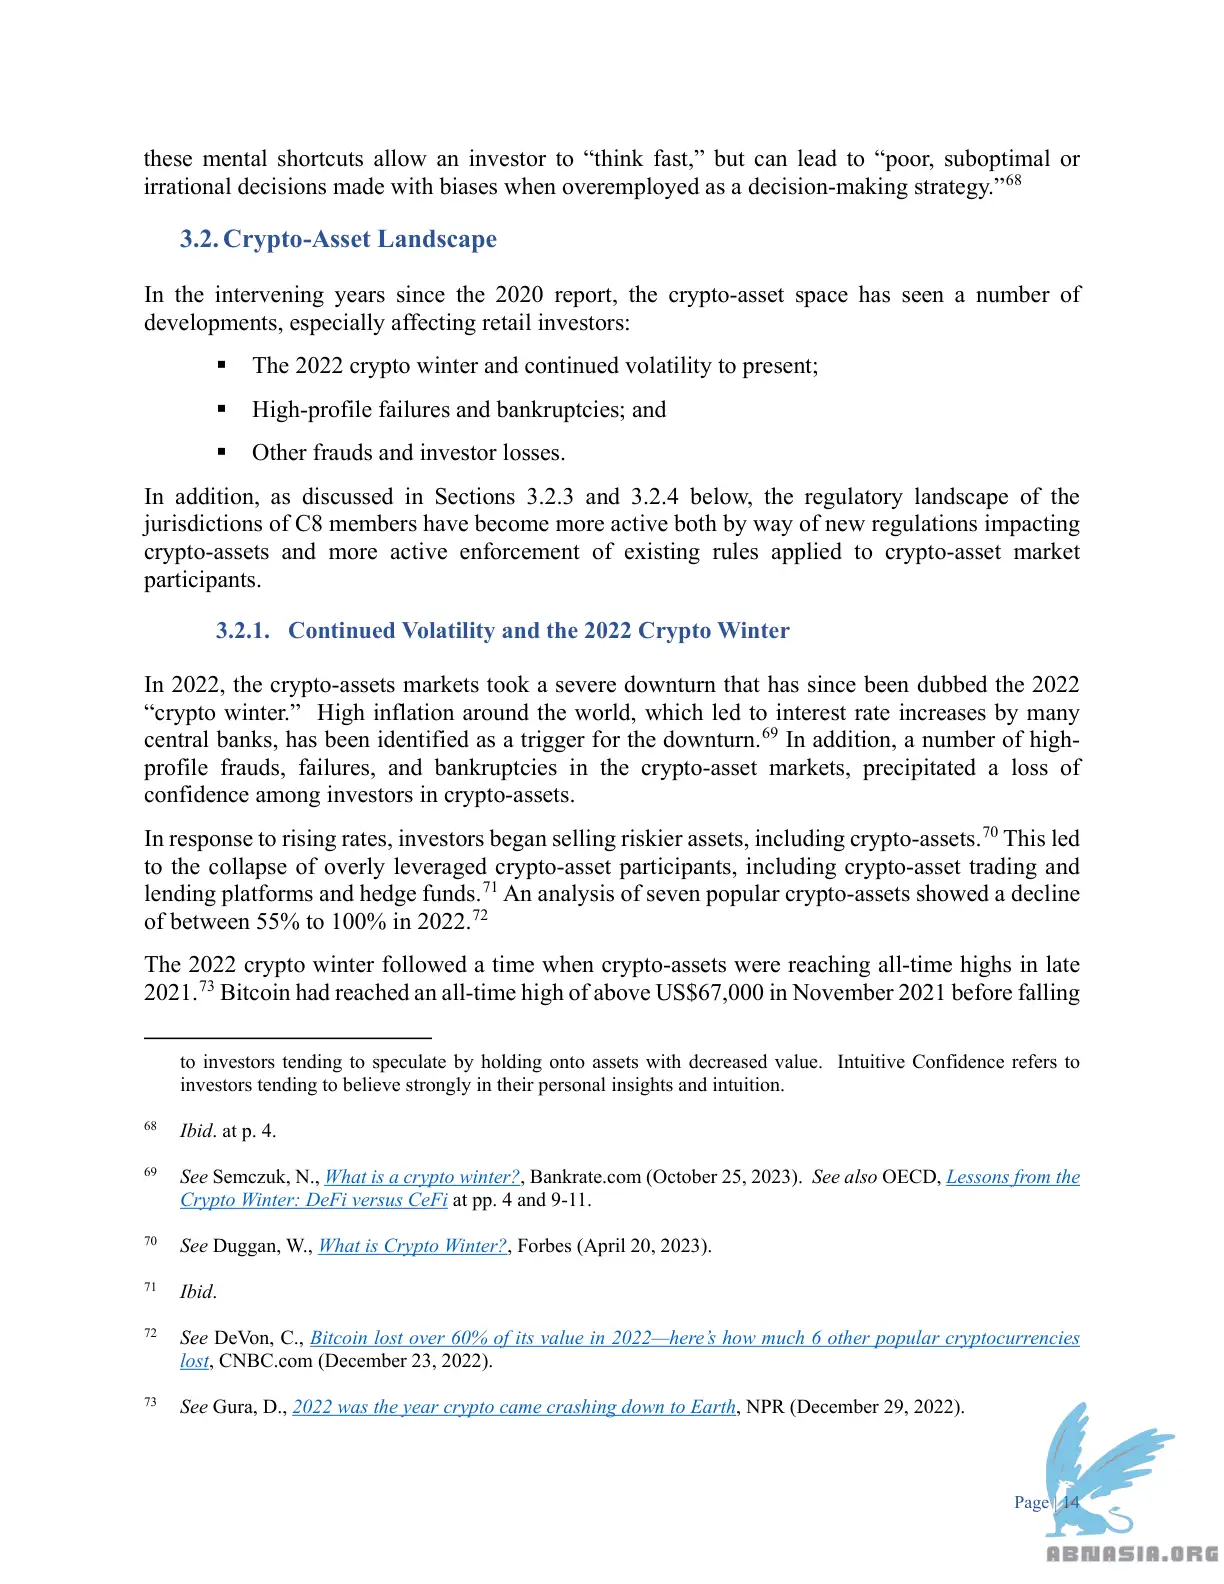 these mental shortcuts allow an investor to “think fast,” but can lead to “poor, suboptimal or
irrational decisions made with biases when overemployed as a decision-making strategy.”68
3.2. Crypto-Asset Landscape
In the intervening years since the 2020 report, the crypto-asset space has seen a number of
developments, especially affecting retail investors:
▪ The 2022 crypto winter and continued volatility to present;
▪ High-profile failures and bankruptcies; and
▪ Other frauds and investor losses.
In addition, as discussed in Sections 3.2.3 and 3.2.4 below, the regulatory landscape of the
jurisdictions of C8 members have become more active both by way of new regulations impacting
crypto-assets and more active enforcement of existing rules applied to crypto-asset market
participants.
3.2.1. Continued Volatility and the 2022 Crypto Winter
In 2022, the crypto-assets markets took a severe downturn that has since been dubbed the 2022
“crypto winter.” High inflation around the world, which led to interest rate increases by many
central banks, has been identified as a trigger for the downturn.69 In addition, a number of high-
profile frauds, failures, and bankruptcies in the crypto-asset markets, precipitated a loss of
confidence among investors in crypto-assets.
In response to rising rates, investors began selling riskier assets, including crypto-assets.70 This led
to the collapse of overly leveraged crypto-asset participants, including crypto-asset trading and
lending platforms and hedge funds.71 An analysis of seven popular crypto-assets showed a decline
of between 55% to 100% in 2022.72
The 2022 crypto winter followed a time when crypto-assets were reaching all-time highs in late
2021.73 Bitcoin had reached an all-time high of above US$67,000 in November 2021 before falling
to investors tending to speculate by holding onto assets with decreased value. Intuitive Confidence refers to
investors tending to believe strongly in their personal insights and intuition.
68 Ibid. at p. 4.
69 See Semczuk, N., What is a crypto winter?, Bankrate.com (October 25, 2023). See also OECD, Lessons from the
Crypto Winter: DeFi versus CeFi at pp. 4 and 9-11.
70 See Duggan, W., What is Crypto Winter?, Forbes (April 20, 2023).
71 Ibid.
72 See DeVon, C., Bitcoin lost over 60% of its value in 2022—here’s how much 6 other popular cryptocurrencies
lost, CNBC.com (December 23, 2022).
73 See Gura, D., 2022 was the year crypto came crashing down to Earth, NPR (December 29, 2022).
Page | 14
ABNASIA.ORG